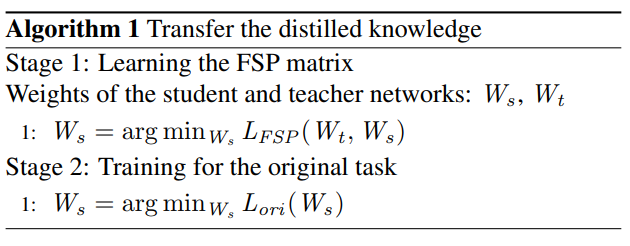 Algorithm 1 Transfer the distilled knowledge
Stage 1: Learning the FSP matrix
Weights of the student and teacher networks: W_s, W_t
1: W_s = arg min_{W_s} L_{FSP}(W_t, W_s)
Stage 2: Training for the original task
1: W_s = arg min_{W_s} L_{ori}(W_s)